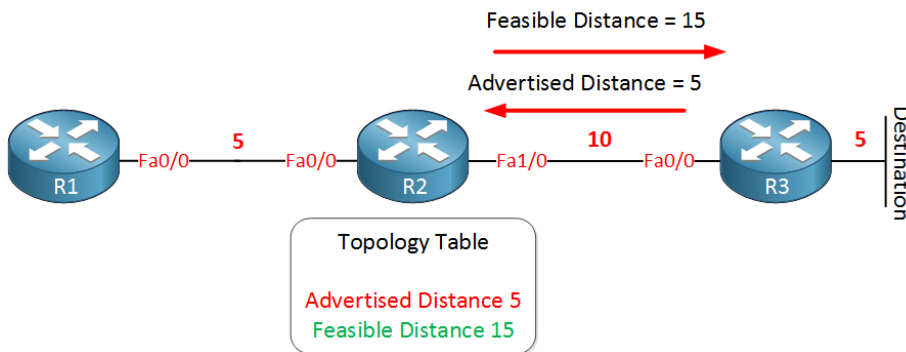 Feasible Distance = 15
Advertised Distance = 5
5
10
5
Destination
Fa0/0
Fa0/0
Fa1/0
Fa0/0
R1
R2
R3
Topology Table
Advertised Distance 5
Feasible Distance 15